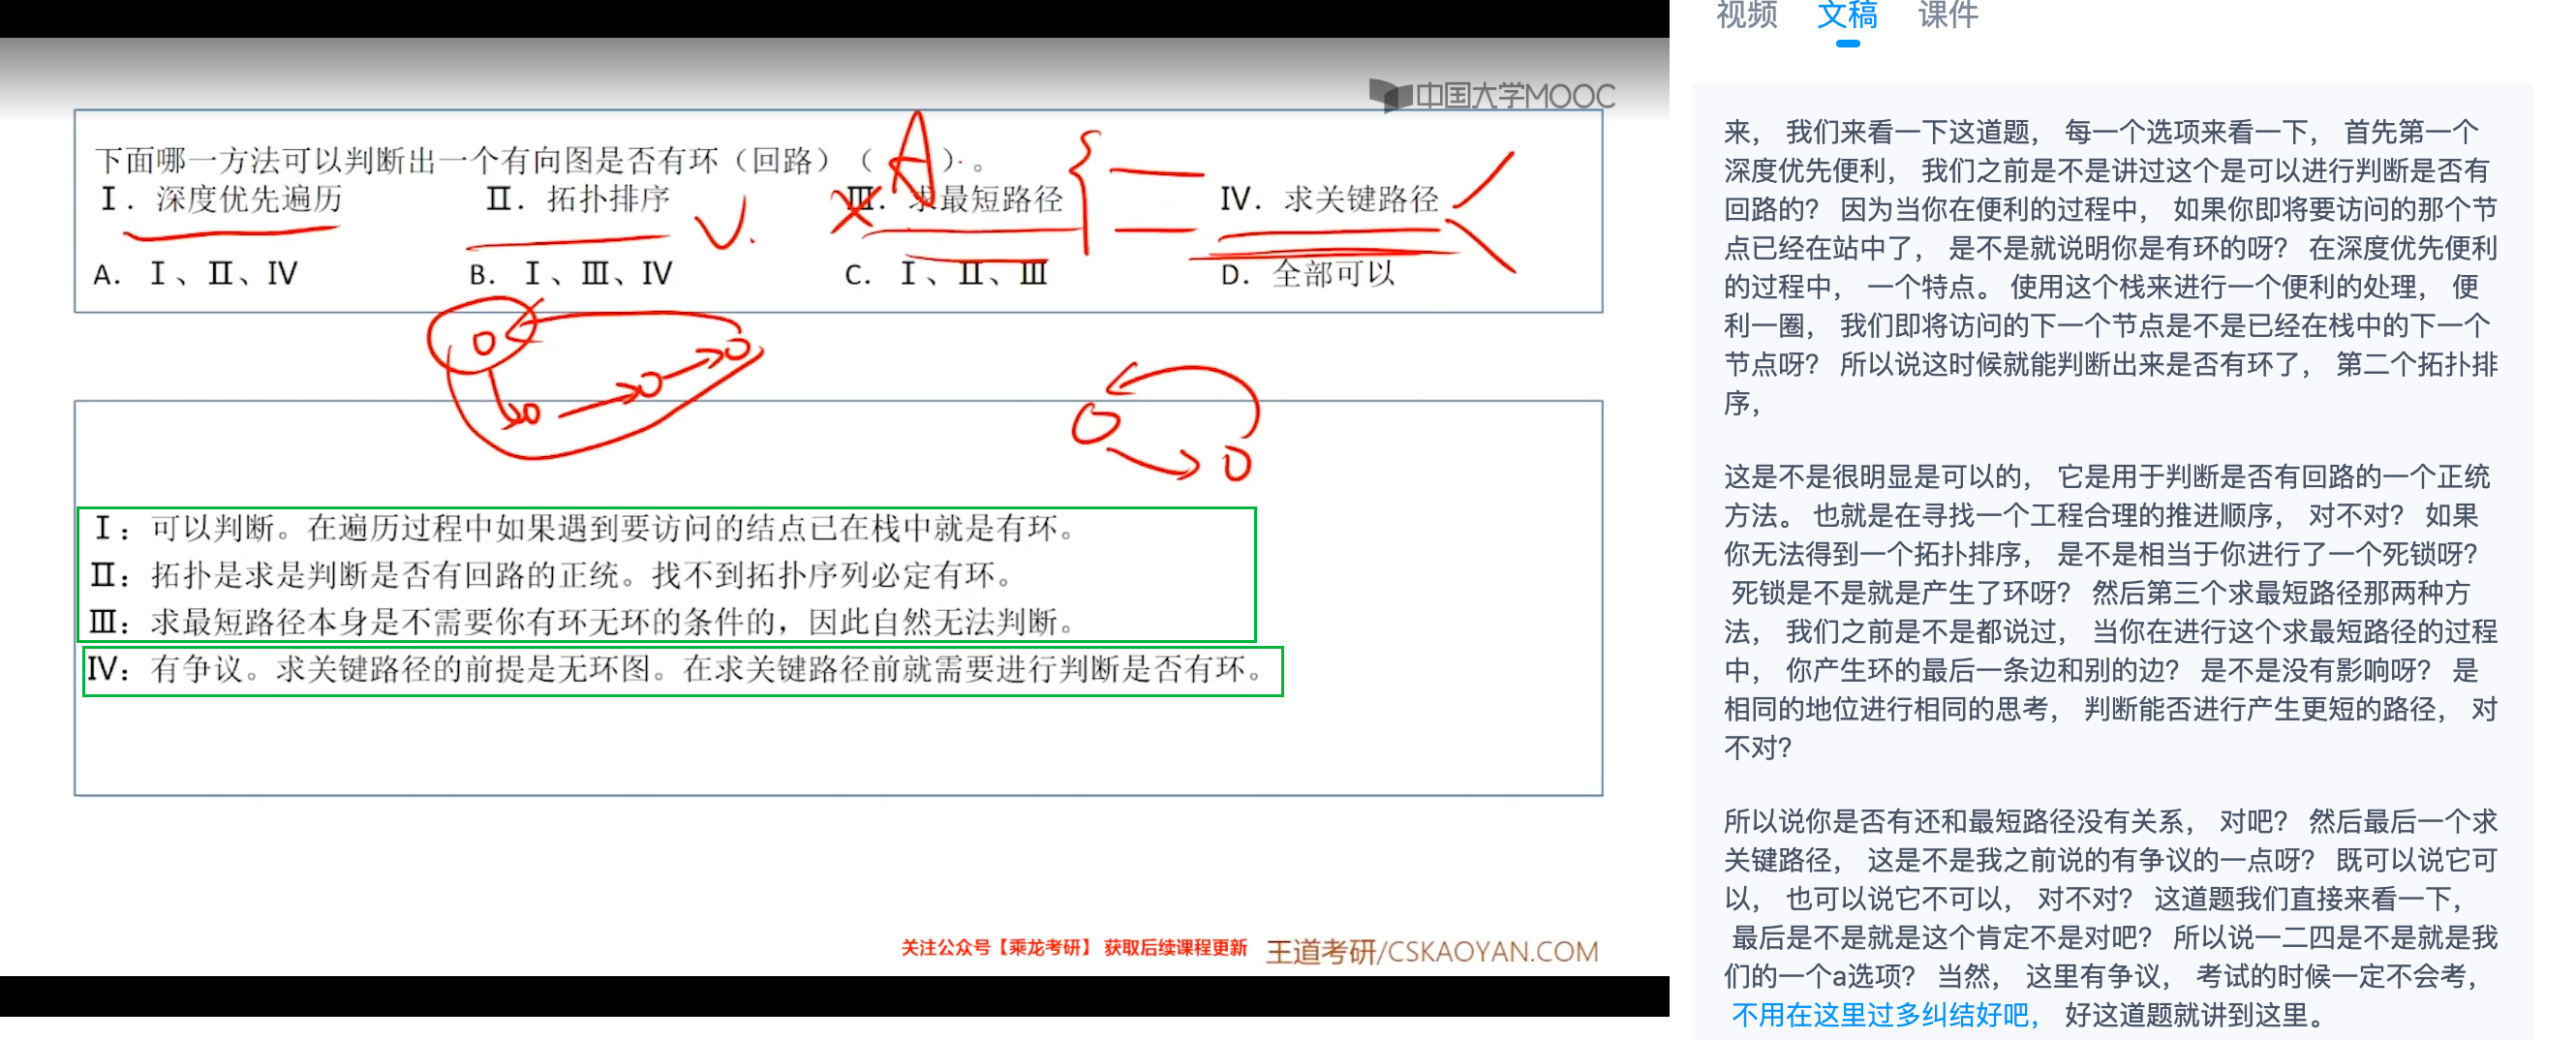 中国大学MOOC
下面哪一方法可以判断出一个有向图是否有环（回路）（ A ）。
Ⅰ. 深度优先遍历 Ⅱ. 拓扑排序 Ⅲ. 求最短路径 Ⅳ. 求关键路径
A. Ⅰ、Ⅱ、Ⅳ B. Ⅰ、Ⅲ、Ⅳ C. Ⅰ、Ⅱ、Ⅲ D. 全部可以
Ⅰ: 可以判断。在遍历过程中如果遇到要访问的结点已在栈中就是有环。
Ⅱ: 拓扑是求是判断是否有回路的正统。找不到拓扑序列必定有环。
Ⅲ: 求最短路径本身是不需要你有环无环的条件的，因此自然无法判断。
Ⅳ: 有争议。求关键路径的前提是无环图。在求关键路径前就需要进行判断是否有环。
关注公众号【乘龙考研】 获取后续课程更新 王道考研/CSKAOYAN.COM
视频 文稿 课件
来， 我们来看一下这道题， 每一个选项来看一下， 首先第一个
深度优先便利， 我们之前是不是讲过这个是可以进行判断是否有
回路的？ 因为当你在便利的过程中， 如果你即将要访问的那个节
点已经在站中了， 是不是就说明你是有环的呀？ 在深度优先便利
的过程中， 一个特点。 使用这个栈来进行一个便利的处理， 便
利一圈， 我们即将访问的下一个节点是不是已经在栈中的下一个
节点呀？ 所以说这时候就能判断出来是否有环了， 第二个拓扑排
序，
这是不是很明显是可以的， 它是用于判断是否有回路的一个正统
方法。 也就是在寻找一个工程合理的推进顺序， 对不对？ 如果
你无法得到一个拓扑排序， 是不是相当于你进行了一个死锁呀？
死锁是不是就是产生了环呀？ 然后第三个求最短路径那两种方
法， 我们之前是不是都说过， 当你在进行这个求最短路径的过程
中， 你产生环的最后一条边和别的边？ 是不是没有影响呀？ 是
相同的地位进行相同的思考， 判断能否进行产生更短的路径， 对
不对？
所以说你是否有还和最短路径没有关系， 对吧？ 然后最后一个求
关键路径， 这是不是我之前说的有争议的一点呀？ 既可以说它可
以， 也可以说它不可以， 对不对？ 这道题我们直接来看一下，
最后是不是就是这个肯定不是对吧？ 所以说一二四是不是就是我
们的一个a选项？ 当然， 这里有争议， 考试的时候一定不会考，
不用在这里过多纠结好吧， 好这道题就讲到这里。